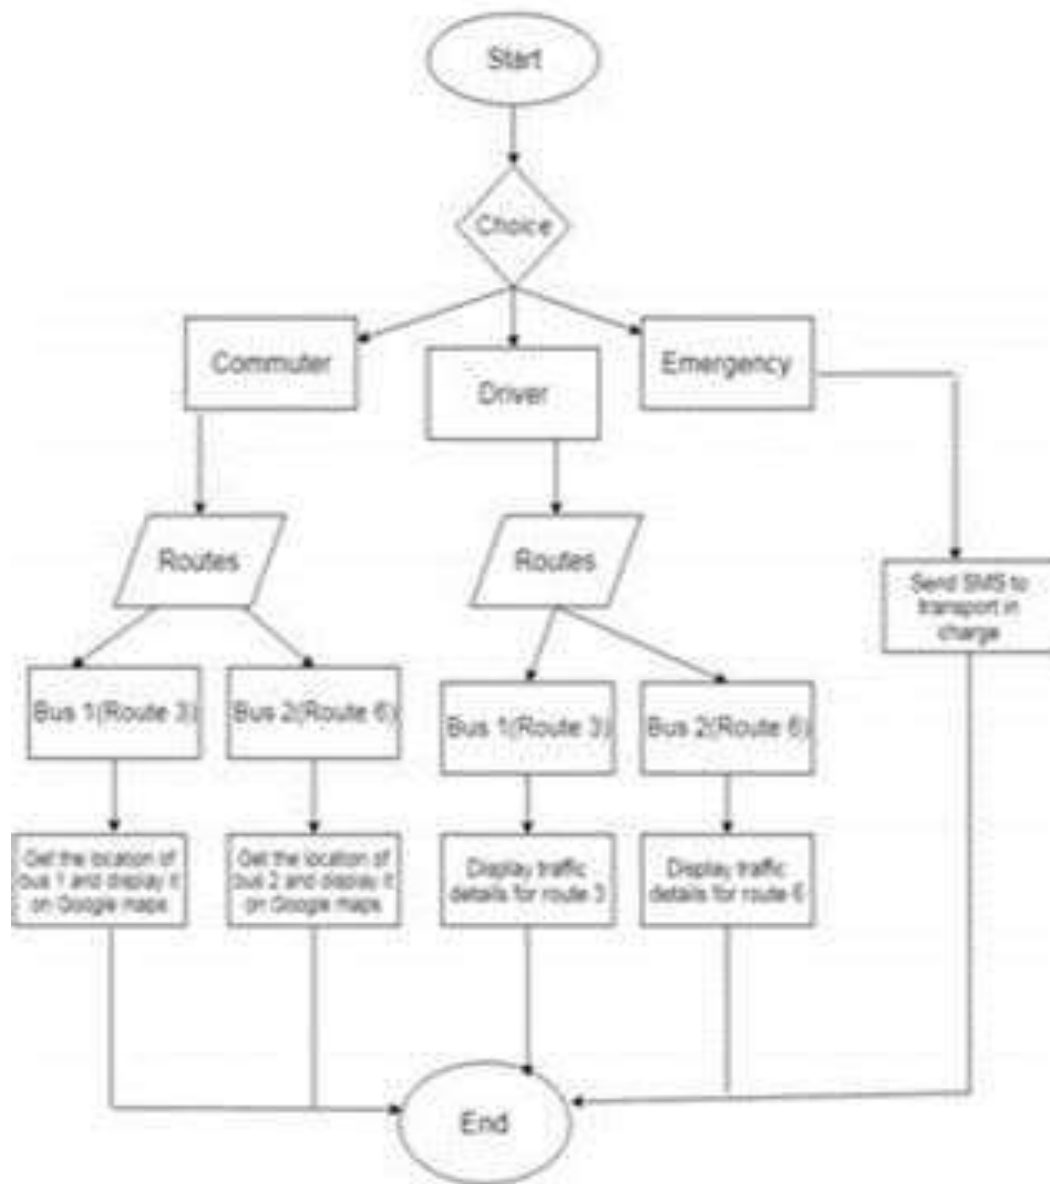 Start
Choice
Commuter
Driver
Emergency
Routes
Routes
Send SMS to
transport in
charge
Bus 1(Route 3)
Bus 2(Route 6)
Bus 1(Route 3)
Bus 2(Route 6)
Get the location of
bus 1 and display it
on Google maps
Get the location of
bus 2 and display it
on Google maps
Display traffic
details for route 3
Display traffic
details for route 6
End